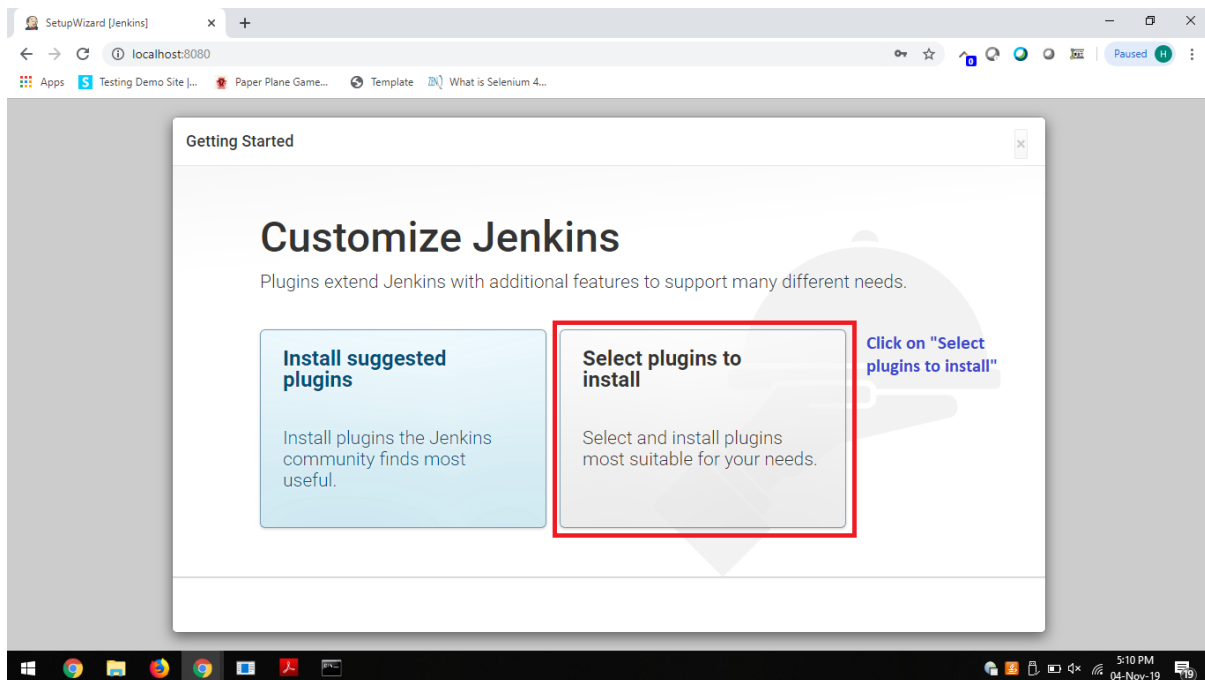 SetupWizard [Jenkins]
localhost:8080
Paused H
0
Apps
S Testing Demo Site |...
Paper Plane Game...
Template
What is Selenium 4...
Getting Started
Customize Jenkins
Plugins extend Jenkins with additional features to support many different needs.
Install suggested
plugins
Install plugins the Jenkins
community finds most
useful.
Select plugins to
install
Select and install plugins
most suitable for your needs.
Click on "Select
plugins to install"
5:10 PM
04-Nov-19
19